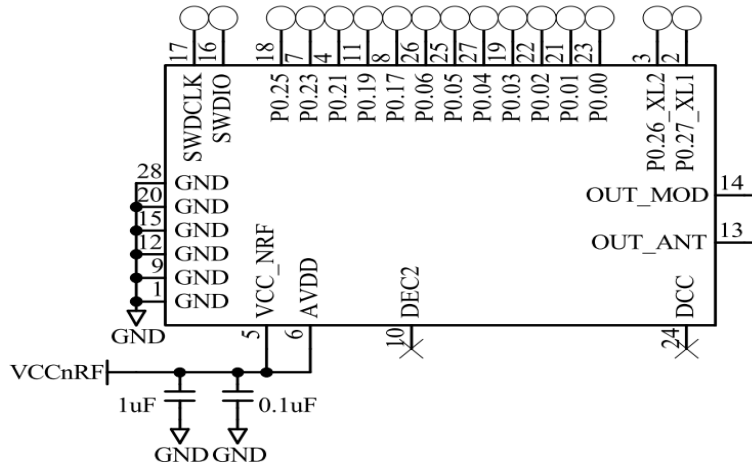 17 16 18 7 4 11 8 26 25 27 19 22 21 23 3 2
SWDCLK SWDIO P0.25 P0.23 P0.21 P0.19 P0.17 P0.06 P0.05 P0.04 P0.03 P0.02 P0.01 P0.00 P0.26_XL2 P0.27_XL1
28 GND
20 GND
15 GND
12 GND
9 GND
1 GND
GND
OUT_MOD 14
OUT_ANT 13
VCC_NRF AVDD DEC2 DCC
5 6 10 24
VCCnRF
1uF 0.1uF
GND GND